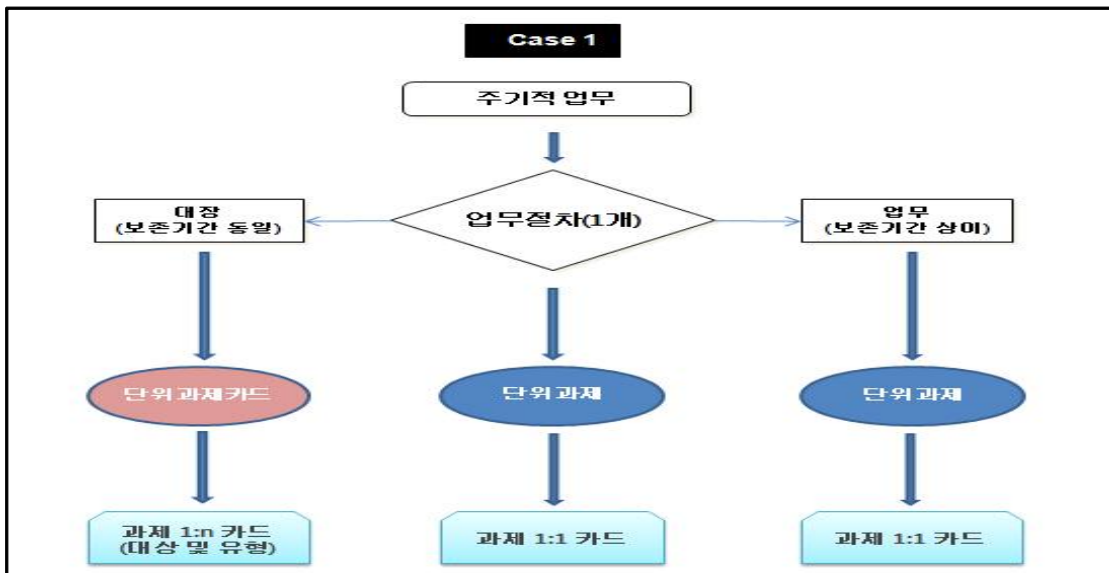 Case 1
주기적 업무
대장
(보존기간 동일)
업무절차(1개)
업무
(보존기간 상이)
단위과제카드
단위과제
단위과제
과제 1:n 카드
(대상 및 유형)
과제 1:1 카드
과제 1:1 카드